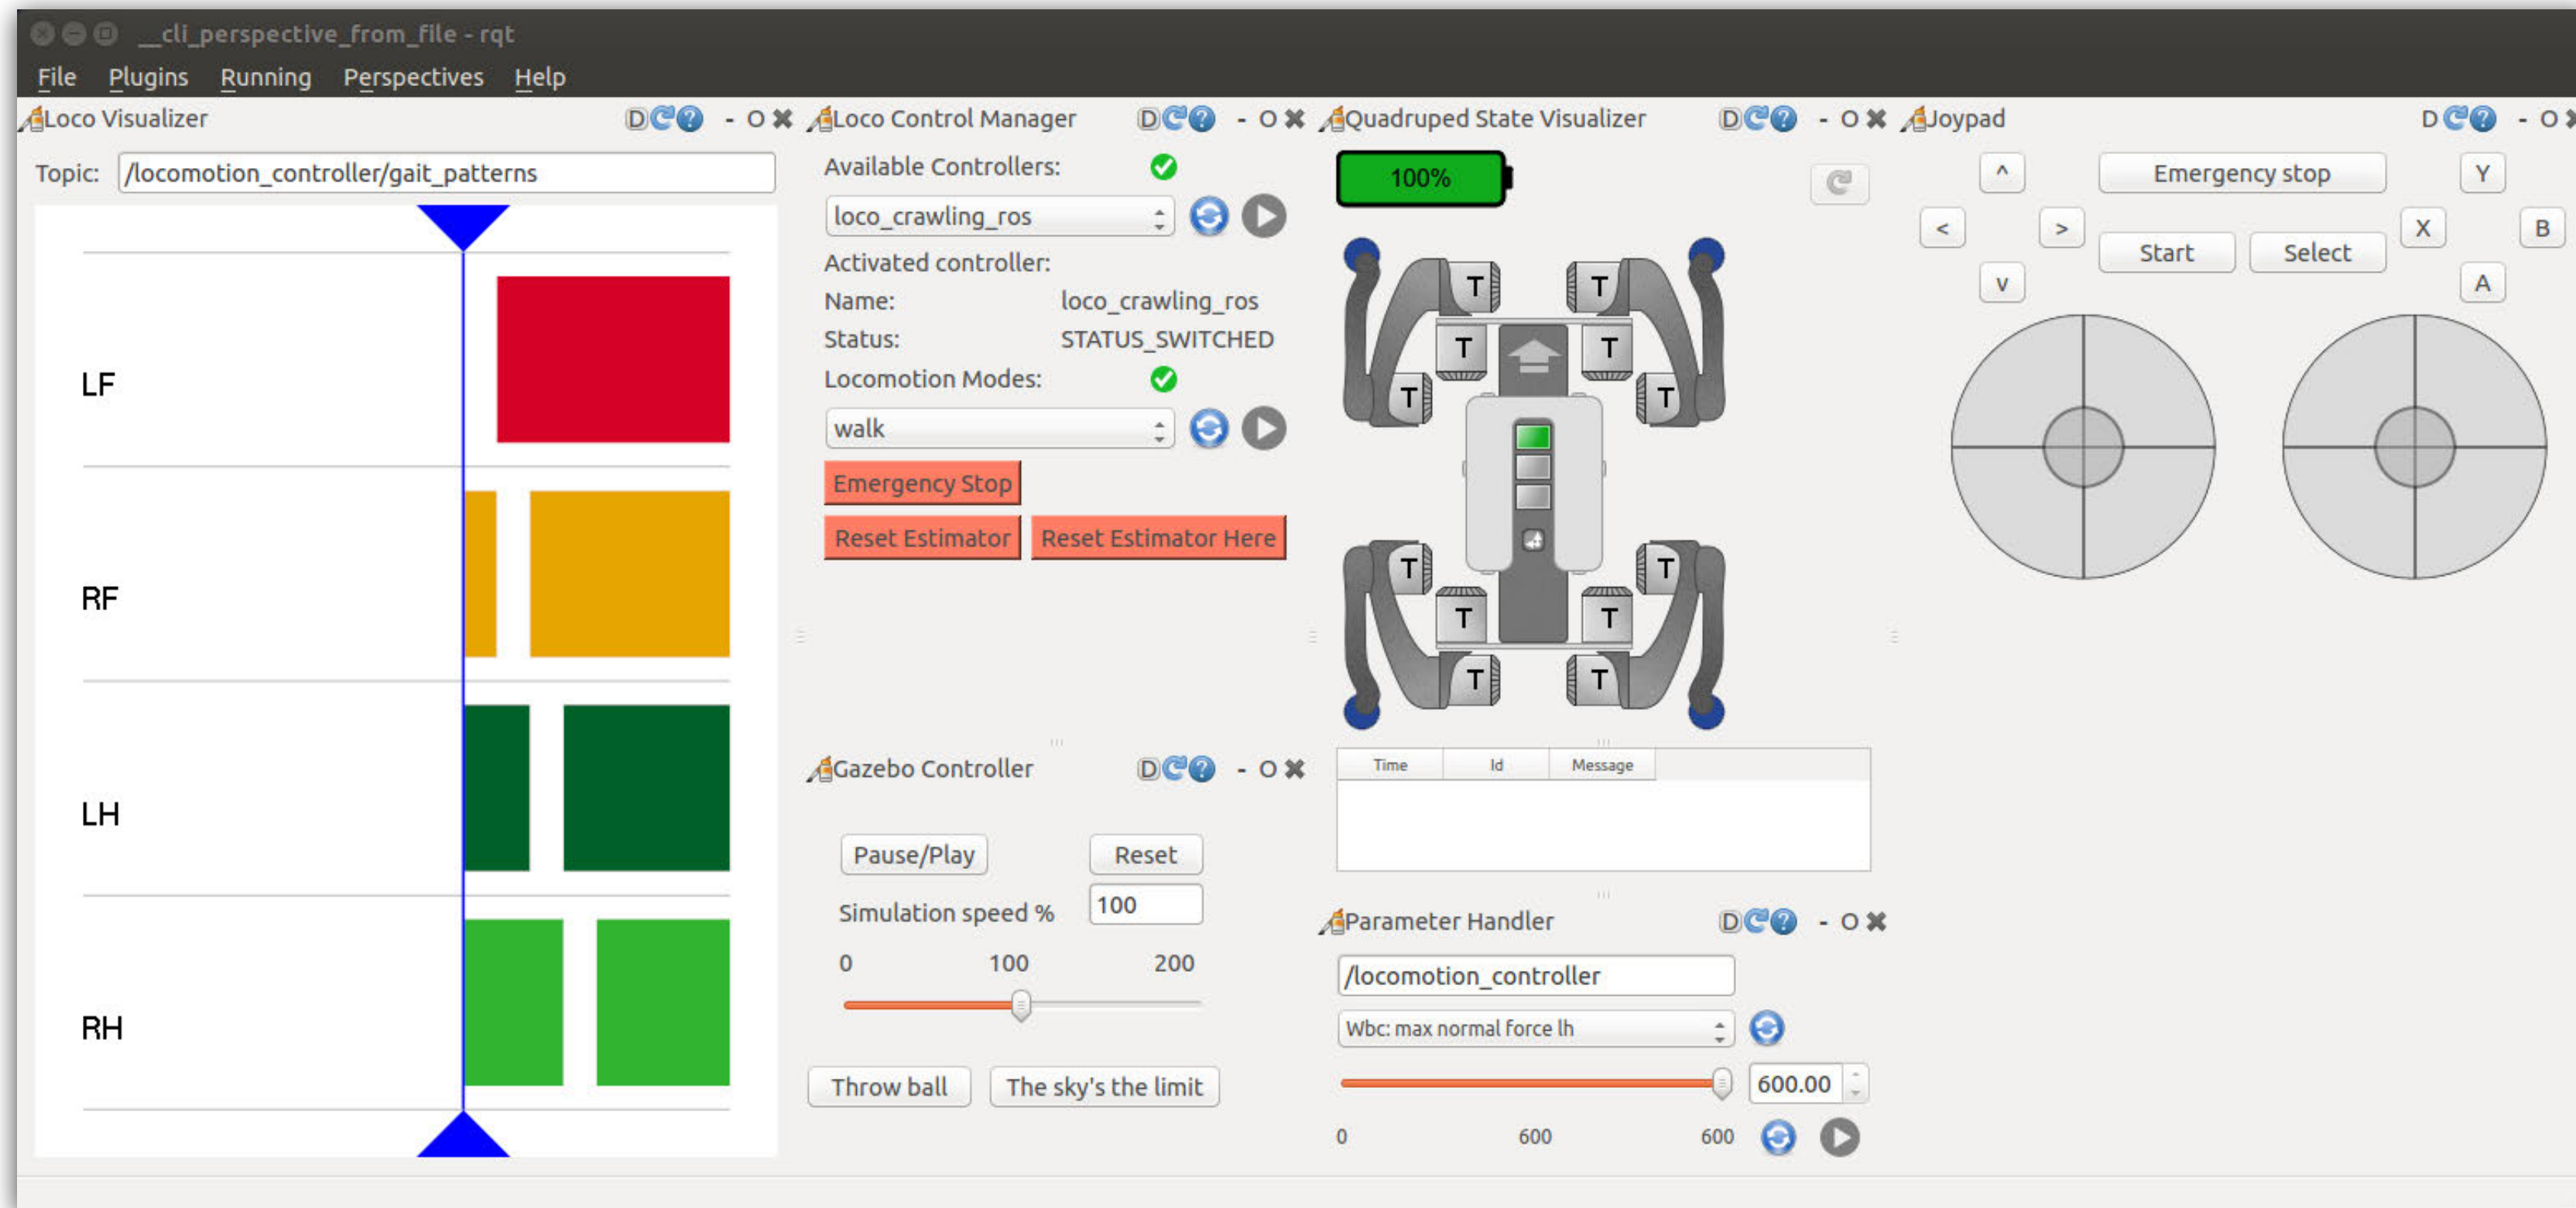 __cli_perspective_from_file - rqt
File Plugins Running Perspectives Help
Loco Visualizer
D ? - O
Topic: /locomotion_controller/gait_patterns
LF
RF
LH
RH
Loco Control Manager
D ? - O
Available Controllers:
loco_crawling_ros
Activated controller:
Name: loco_crawling_ros
Status: STATUS_SWITCHED
Locomotion Modes:
walk
Emergency Stop
Reset Estimator Reset Estimator Here
Gazebo Controller
D ? - O
Pause/Play Reset
Simulation speed % 100
0 100 200
Throw ball The sky's the limit
Quadruped State Visualizer
D ? - O
100%
T T
T T
T T
T T
T T
T T
Time Id Message
Parameter Handler
D ? - O
/locomotion_controller
Wbc: max normal force lh
600.00
0 600 600
Joypad
D ? - O
^ Emergency stop Y
< > X B
Start Select
v A